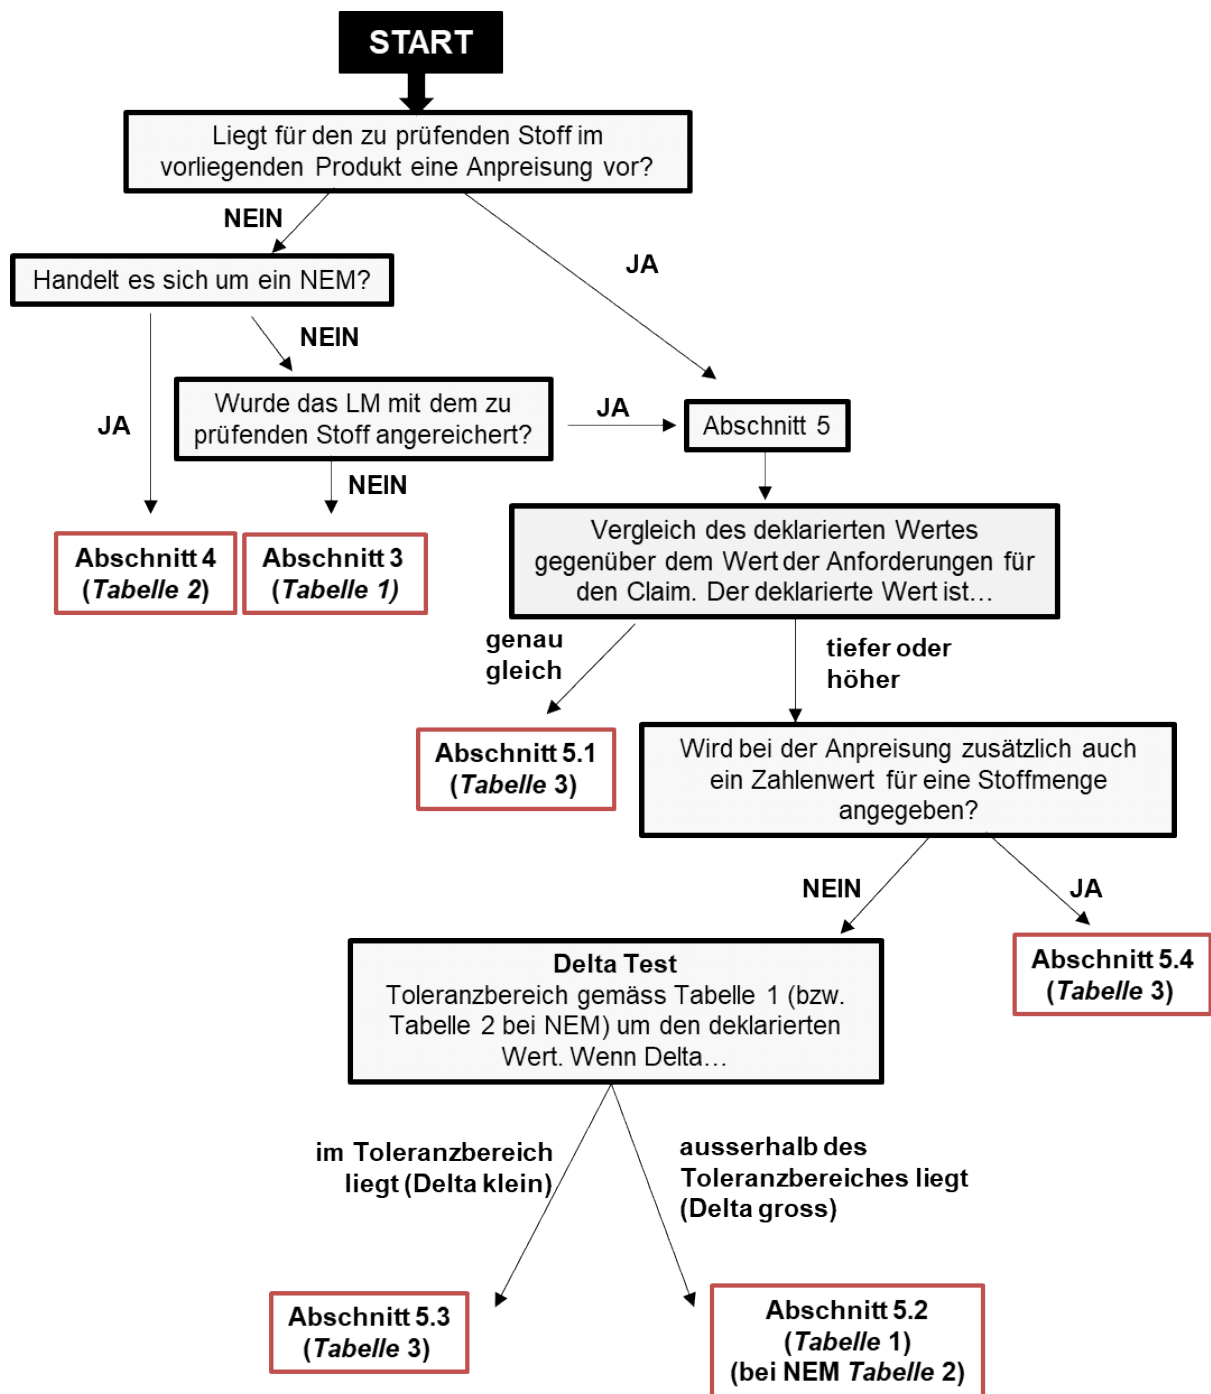 START
Liegt für den zu prüfenden Stoff im
vorliegenden Produkt eine Anpreisung vor?
NEIN
JA
Handelt es sich um ein NEM?
NEIN
JA
Wurde das LM mit dem zu
prüfenden Stoff angereichert?
JA
Abschnitt 5
NEIN
Abschnitt 4
(Tabelle 2)
Abschnitt 3
(Tabelle 1)
Vergleich des deklarierten Wertes
gegenüber dem Wert der Anforderungen für
den Claim. Der deklarierte Wert ist…
genau
gleich
tiefer oder
höher
Abschnitt 5.1
(Tabelle 3)
Wird bei der Anpreisung zusätzlich auch
ein Zahlenwert für eine Stoffmenge
angegeben?
NEIN
JA
Delta Test
Toleranzbereich gemäss Tabelle 1 (bzw.
Tabelle 2 bei NEM) um den deklarierten
Wert. Wenn Delta…
Abschnitt 5.4
(Tabelle 3)
im Toleranzbereich
liegt (Delta klein)
ausserhalb des
Toleranzbereiches liegt
(Delta gross)
Abschnitt 5.3
(Tabelle 3)
Abschnitt 5.2
(Tabelle 1)
(bei NEM Tabelle 2)